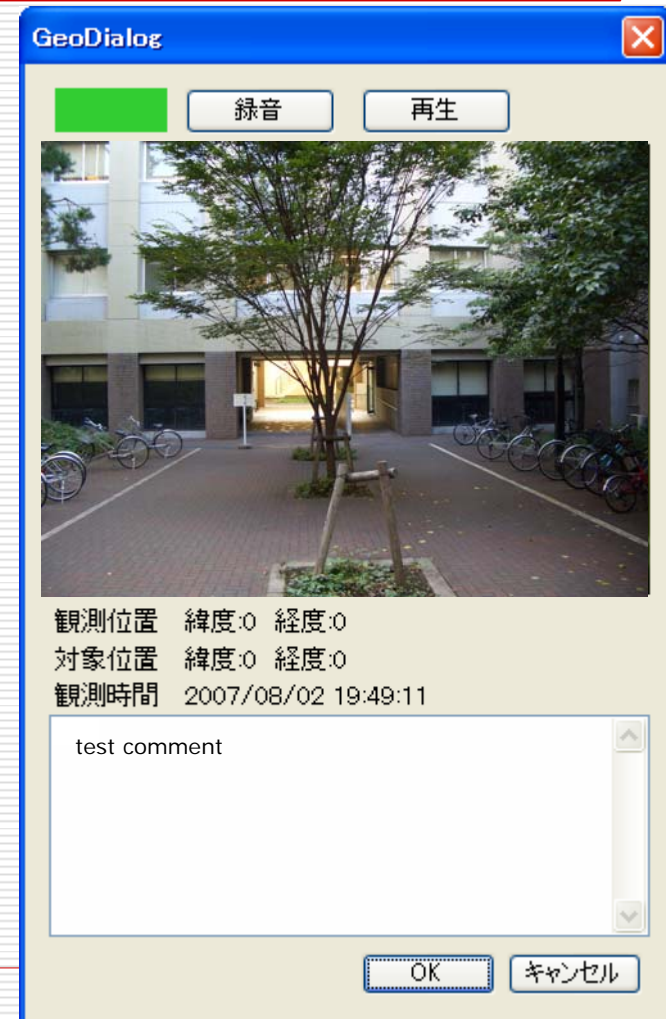 GeoDialog
録音 再生
観測位置 緯度:0 経度:0
対象位置 緯度:0 経度:0
観測時間 2007/08/02 19:49:11
test comment
OK キャンセル